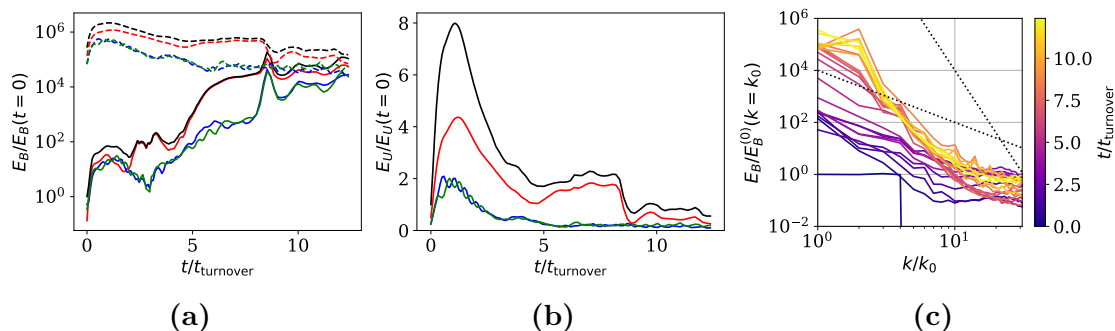 10^6
10^4
10^2
10^0
E_B/E_B(t = 0)
0
5
10
t/t_turnover
(a)
8
6
4
2
0
E_U/E_U(t = 0)
0
5
10
t/t_turnover
(b)
10^6
10^4
10^2
10^0
10^{-2}
E_B/E_B^{(0)}(k = k_0)
10^0
10^1
k/k_0
10.0
7.5
5.0
2.5
0.0
t/t_turnover
(c)